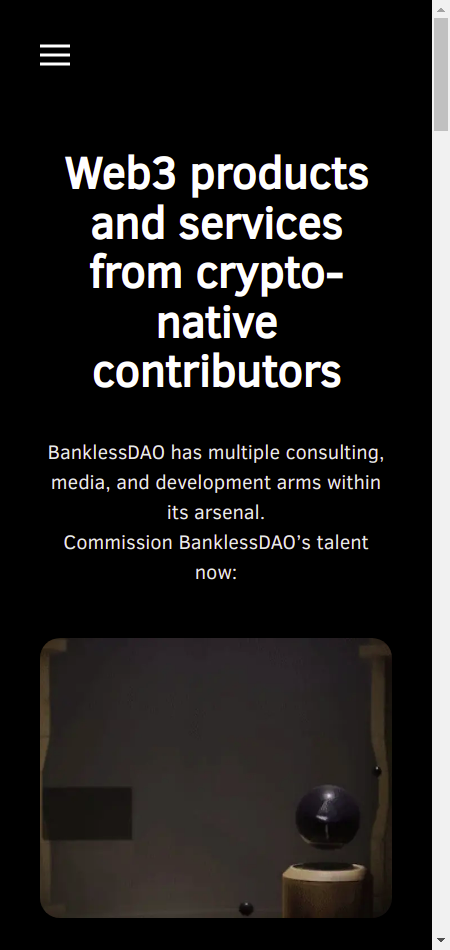 Web3 products
and services
from crypto-
native
contributors
BanklessDAO has multiple consulting,
media, and development arms within
its arsenal.
Commission BanklessDAO’s talent
now: